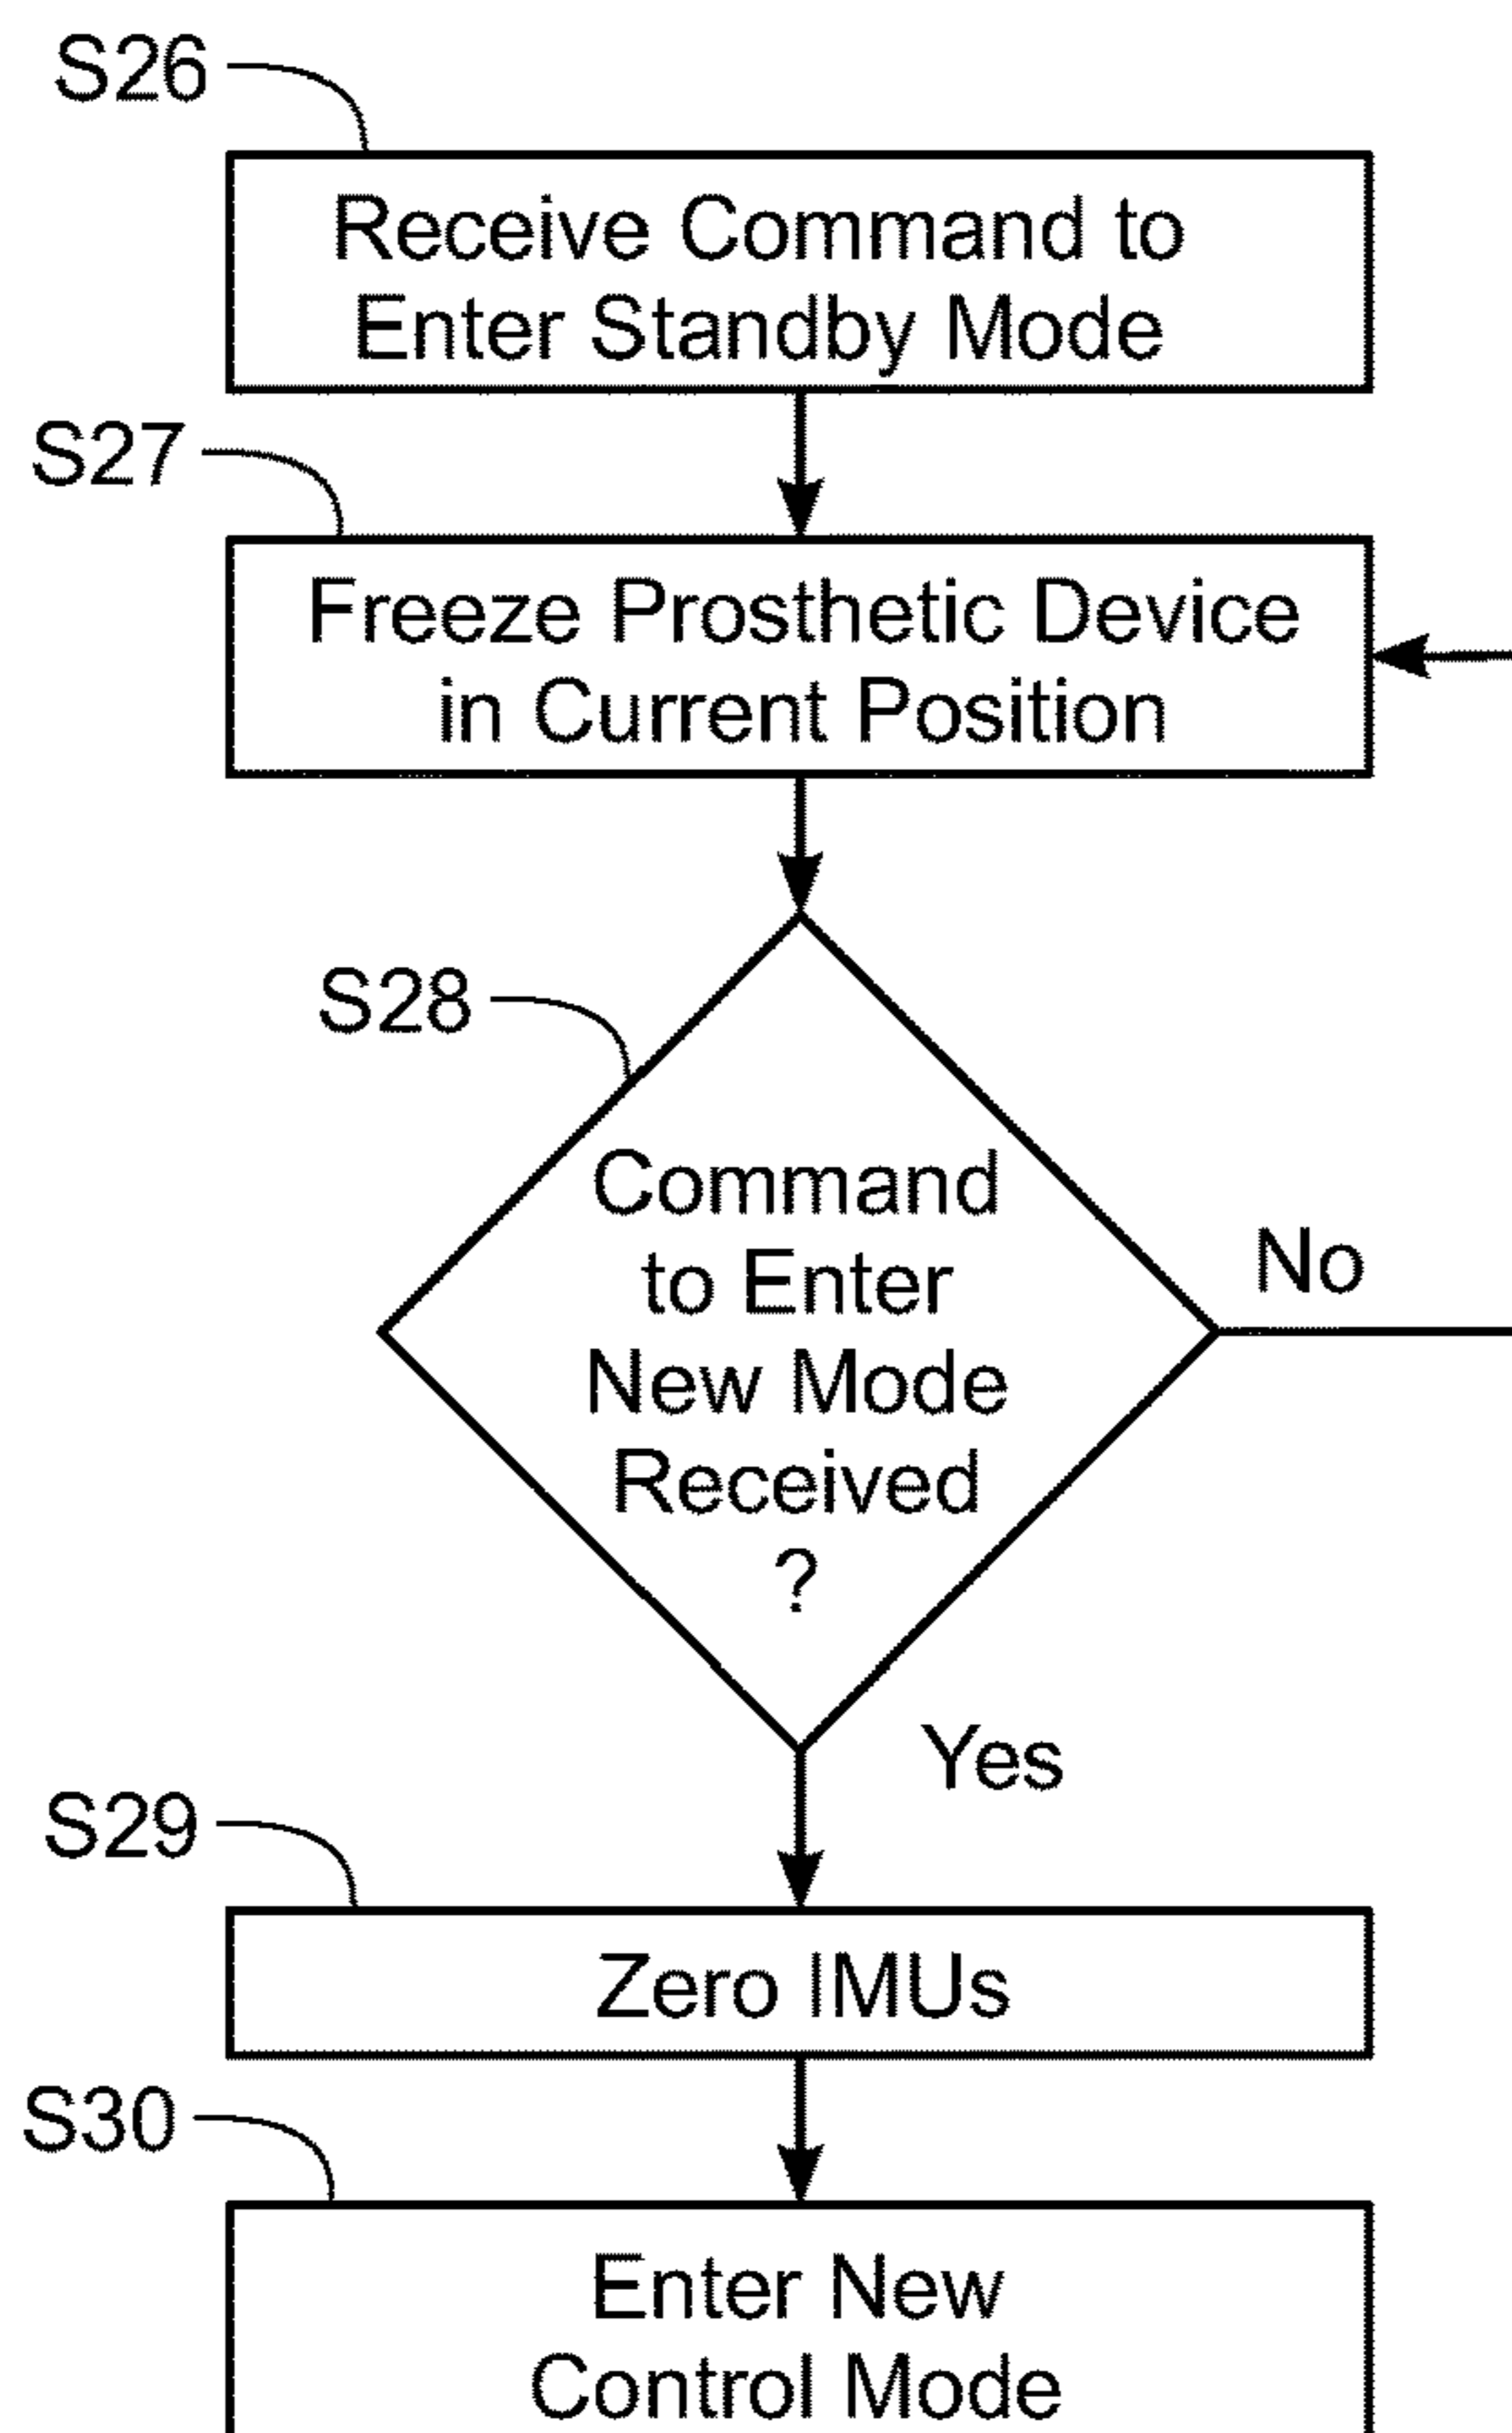 S26
Receive Command to
Enter Standby Mode
S27
Freeze Prosthetic Device
in Current Position
S28
Command
to Enter
New Mode
Received
?
No
Yes
S29
Zero IMUs
S30
Enter New
Control Mode